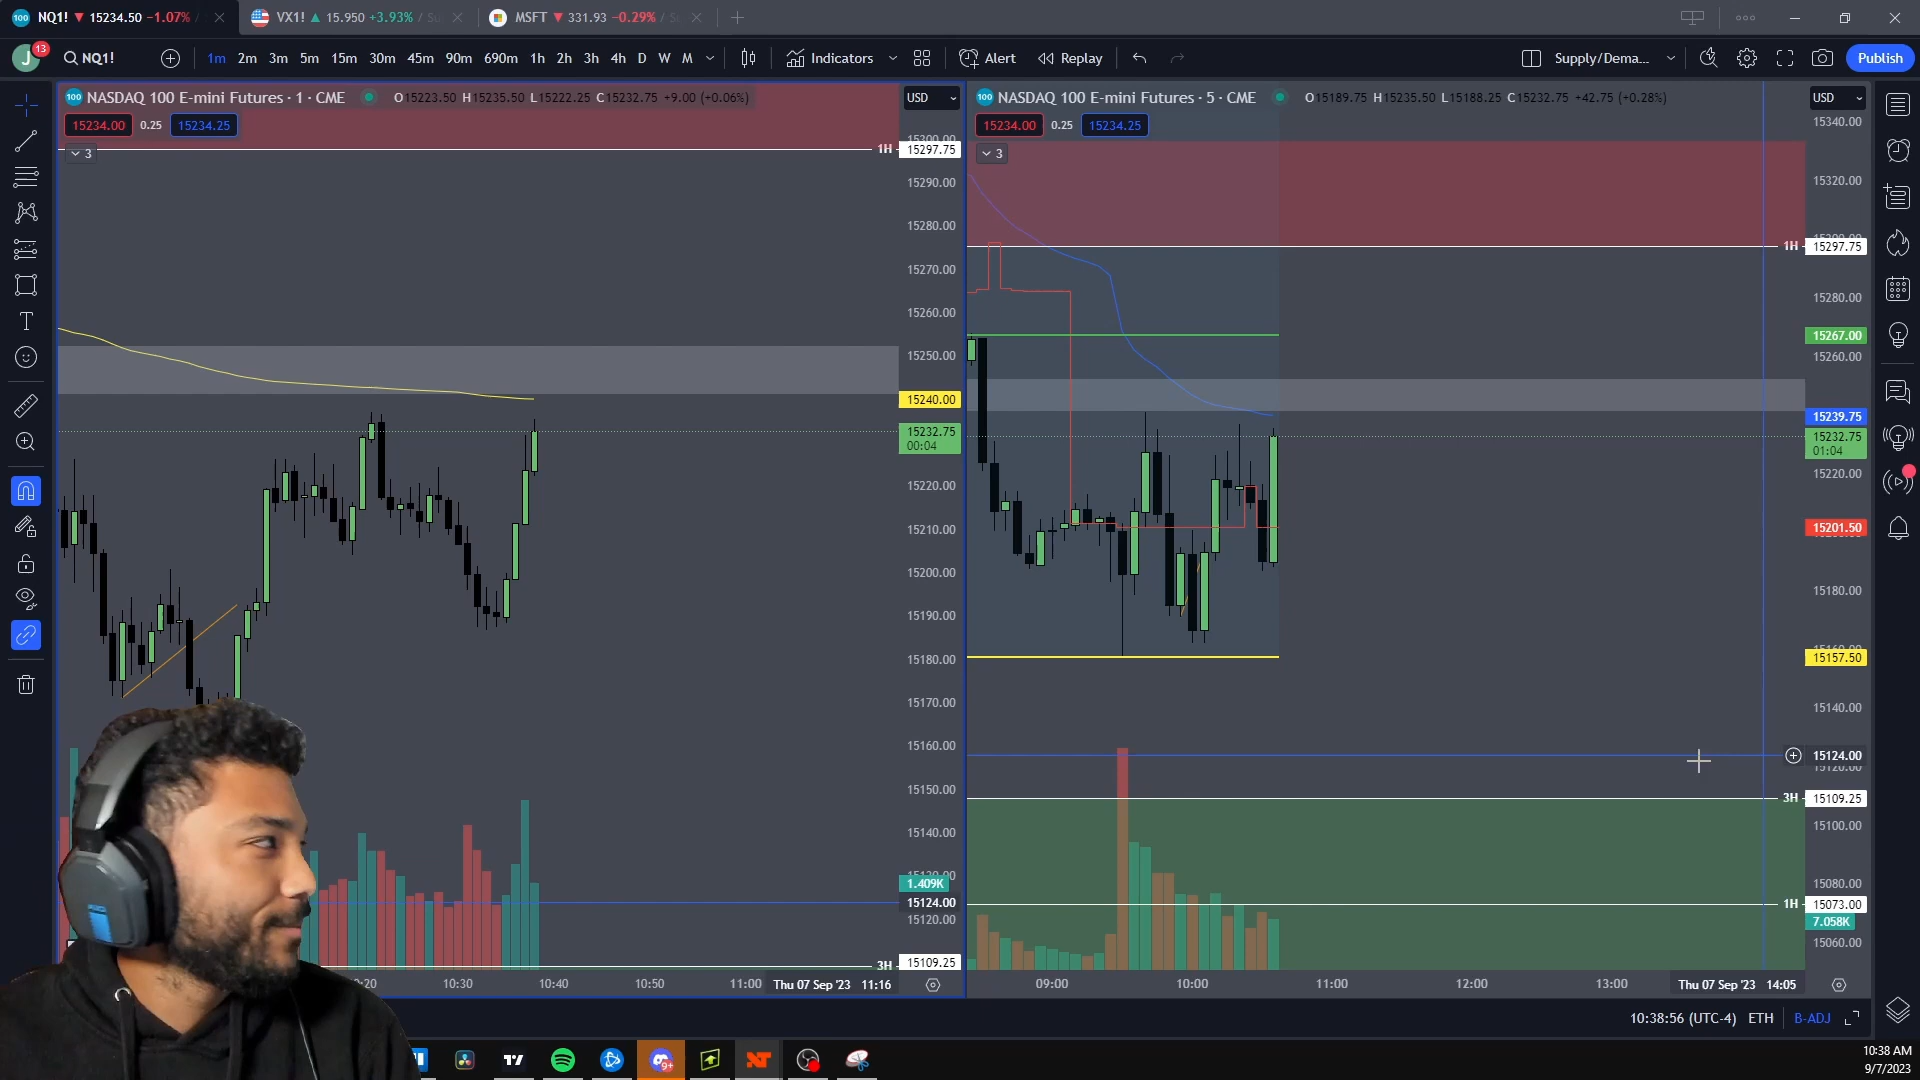 100 NQ1! ▼ 15234.50 −1.07% /
VX1! ▲ 15.950 +3.93% / Su
MSFT ▼ 331.93 −0.29% / Su
J 13
NQ1!
1m 2m 3m 5m 15m 30m 45m 90m 690m 1h 2h 3h 4h D W M
Indicators
Alert
Replay
Supply/Dema...
Publish
100 NASDAQ 100 E-mini Futures · 1 · CME
O15223.50 H15235.50 L15222.25 C15232.75 +9.00 (+0.06%)
USD
15234.00 0.25 15234.25
3
15300.00
1H 15297.75
15290.00
15280.00
15270.00
15260.00
15250.00
15240.00
15232.75
00:04
15220.00
15210.00
15200.00
15190.00
15180.00
15170.00
15160.00
15150.00
15140.00
15130.00
1.409K
15124.00
15120.00
3H 15109.25
:20 10:30 10:40 10:50 11:00 Thu 07 Sep '23 11:16
100 NASDAQ 100 E-mini Futures · 5 · CME
O15189.75 H15235.50 L15188.25 C15232.75 +42.75 (+0.28%)
USD
15234.00 0.25 15234.25
3
15340.00
15320.00
15300.00
1H 15297.75
15280.00
15267.00
15260.00
15239.75
15232.75
01:04
15220.00
15201.50
15180.00
15160.00
15157.50
15140.00
15124.00
15120.00
3H 15109.25
15100.00
15080.00
1H 15073.00
7.058K
15060.00
09:00 10:00 11:00 12:00 13:00 Thu 07 Sep '23 14:05
10:38:56 (UTC-4) ETH B-ADJ
9+
10:38 AM
9/7/2023